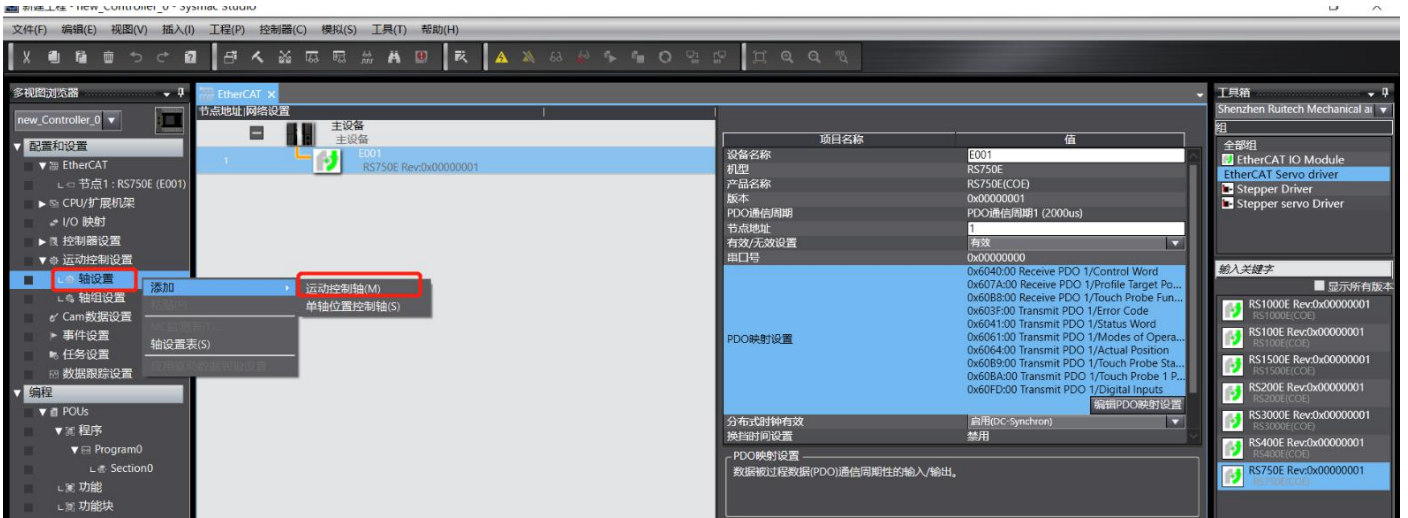 新建工程 - new_Controller_0 - Sysmac Studio
文件(F) 编辑(E) 视图(V) 插入(I) 工程(P) 控制器(C) 模拟(S) 工具(T) 帮助(H)
多视图浏览器
new_Controller_0
配置和设置
EtherCAT
节点1 : RS750E (E001)
CPU/扩展机架
I/O 映射
控制器设置
运动控制设置
轴设置
轴组设置
Cam数据设置
事件设置
任务设置
数据跟踪设置
编程
POUs
程序
Program0
Section0
功能
功能块
添加
运动控制轴(M)
单轴位置控制轴(S)
轴设置表(S)
EtherCAT
节点地址|网络设置
主设备
主设备
1
E001
RS750E Rev:0x00000001
项目名称 值
设备名称 E001
机型 RS750E
产品名称 RS750E(COE)
版本 0x00000001
PDO通信周期 PDO通信周期1 (2000us)
节点地址 1
有效/无效设置 有效
串口号 0x00000000
PDO映射设置
0x6040:00 Receive PDO 1/Control Word
0x607A:00 Receive PDO 1/Profile Target Po...
0x60B8:00 Receive PDO 1/Touch Probe Fun...
0x603F:00 Transmit PDO 1/Error Code
0x6041:00 Transmit PDO 1/Status Word
0x6061:00 Transmit PDO 1/Modes of Opera...
0x6064:00 Transmit PDO 1/Actual Position
0x60B9:00 Transmit PDO 1/Touch Probe Sta...
0x60BA:00 Transmit PDO 1/Touch Probe 1 P...
0x60FD:00 Transmit PDO 1/Digital Inputs
编辑PDO映射设置
分布式时钟有效 启用(DC-Synchron)
换挡时间设置 禁用
PDO映射设置
数据被过程数据(PDO)通信周期性的输入/输出。
工具箱
Shenzhen Ruitech Mechanical ar
组
全部组
EtherCAT IO Module
EtherCAT Servo driver
Stepper Driver
Stepper servo Driver
输入关键字
显示所有版本
RS1000E Rev:0x00000001
RS1000E(COE)
RS100E Rev:0x00000001
RS100E(COE)
RS1500E Rev:0x00000001
RS1500E(COE)
RS200E Rev:0x00000001
RS200E(COE)
RS3000E Rev:0x00000001
RS3000E(COE)
RS400E Rev:0x00000001
RS400E(COE)
RS750E Rev:0x00000001
RS750E(COE)